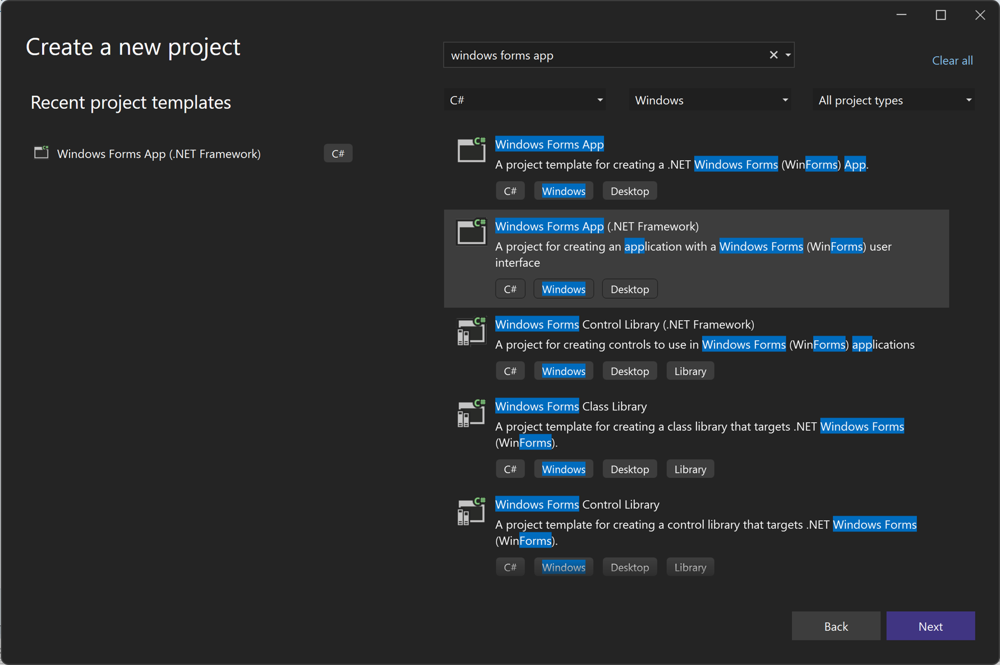 Create a new project
windows forms app
Clear all
Recent project templates
C#
Windows
All project types
Windows Forms App (.NET Framework)
C#
C#
Windows Forms App
A project template for creating a .NET Windows Forms (WinForms) App.
C#
Windows
Desktop
C#
Windows Forms App (.NET Framework)
A project for creating an application with a Windows Forms (WinForms) user
interface
C#
Windows
Desktop
C#
Windows Forms Control Library (.NET Framework)
A project for creating controls to use in Windows Forms (WinForms) applications
C#
Windows
Desktop
Library
C#
Windows Forms Class Library
A project template for creating a class library that targets .NET Windows Forms
(WinForms).
C#
Windows
Desktop
Library
C#
Windows Forms Control Library
A project template for creating a control library that targets .NET Windows Forms
(WinForms).
C#
Windows
Desktop
Library
Back
Next